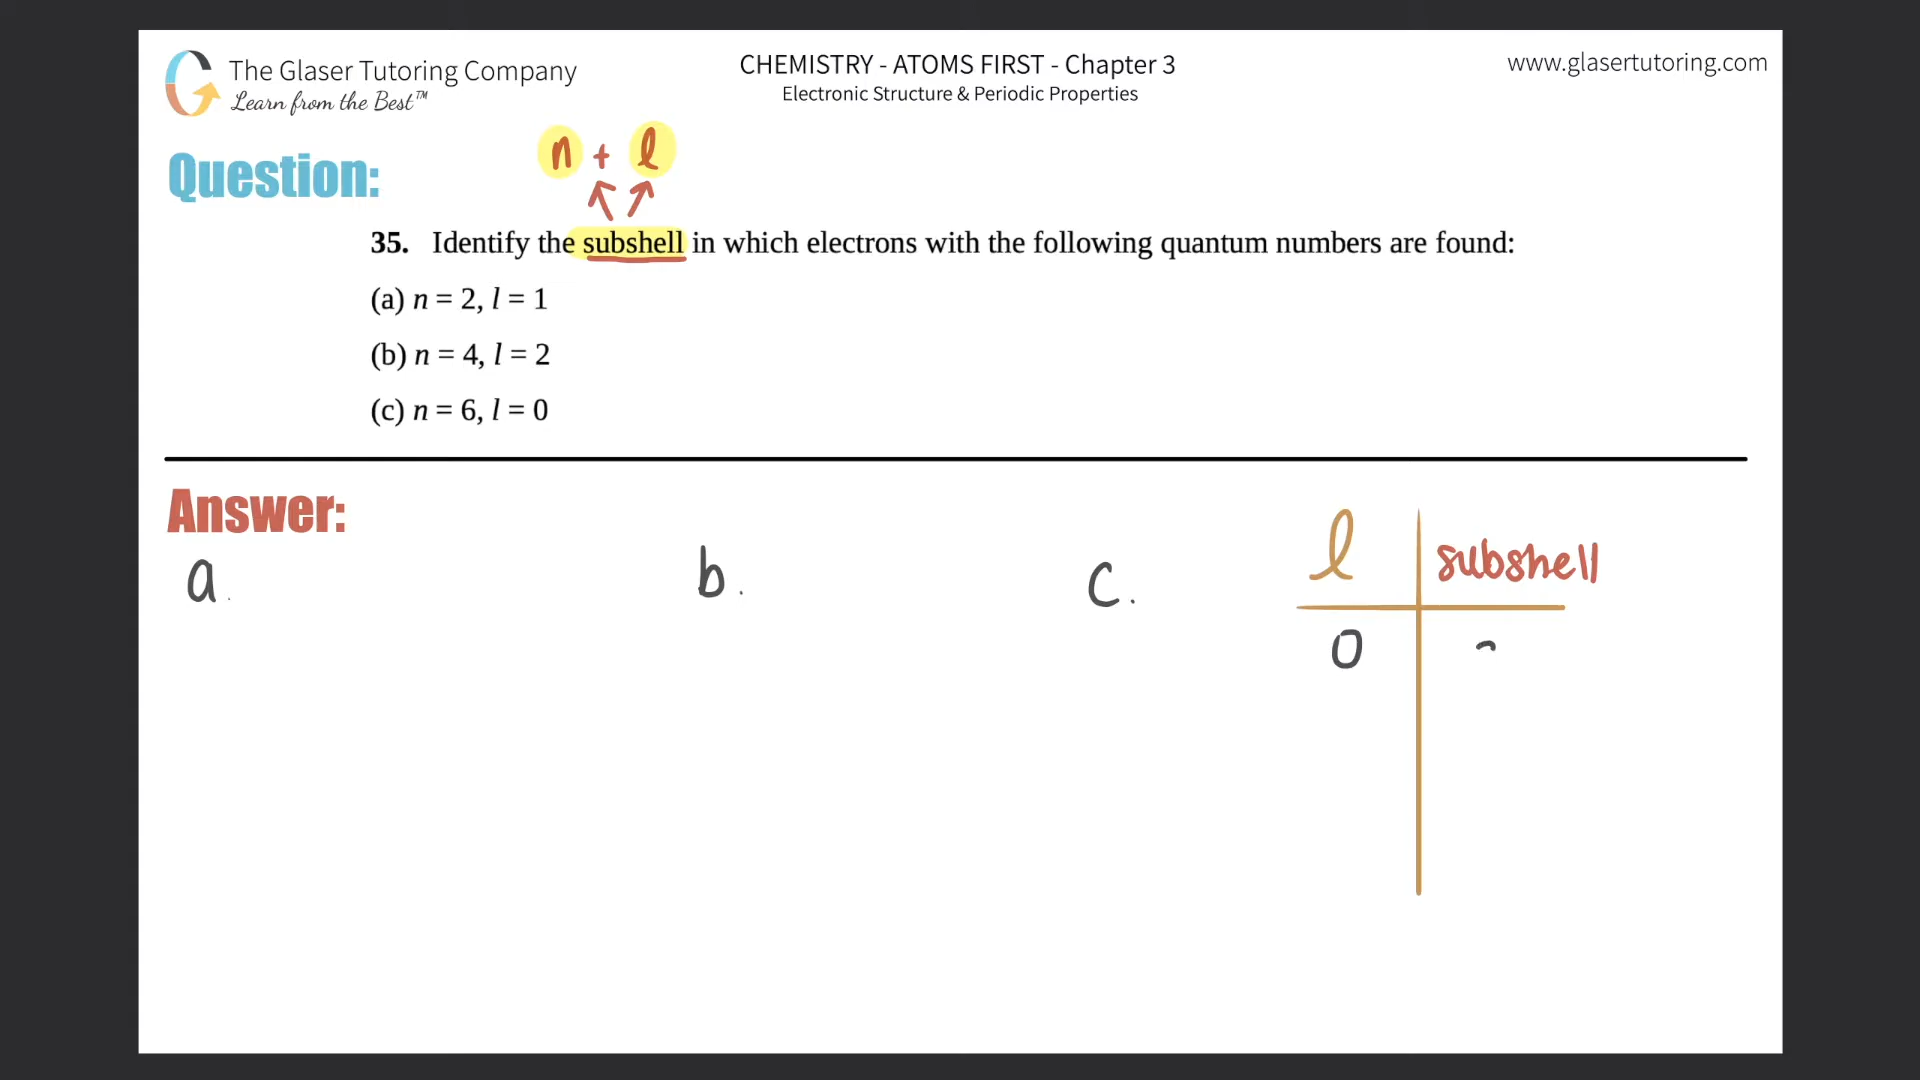 The Glaser Tutoring Company
Learn from the Best™
CHEMISTRY - ATOMS FIRST - Chapter 3
Electronic Structure & Periodic Properties
www.glasertutoring.com
n + l
Question:
35. Identify the subshell in which electrons with the following quantum numbers are found:
(a) n = 2, l = 1
(b) n = 4, l = 2
(c) n = 6, l = 0
Answer:
a.
b.
c.
l subshell
0